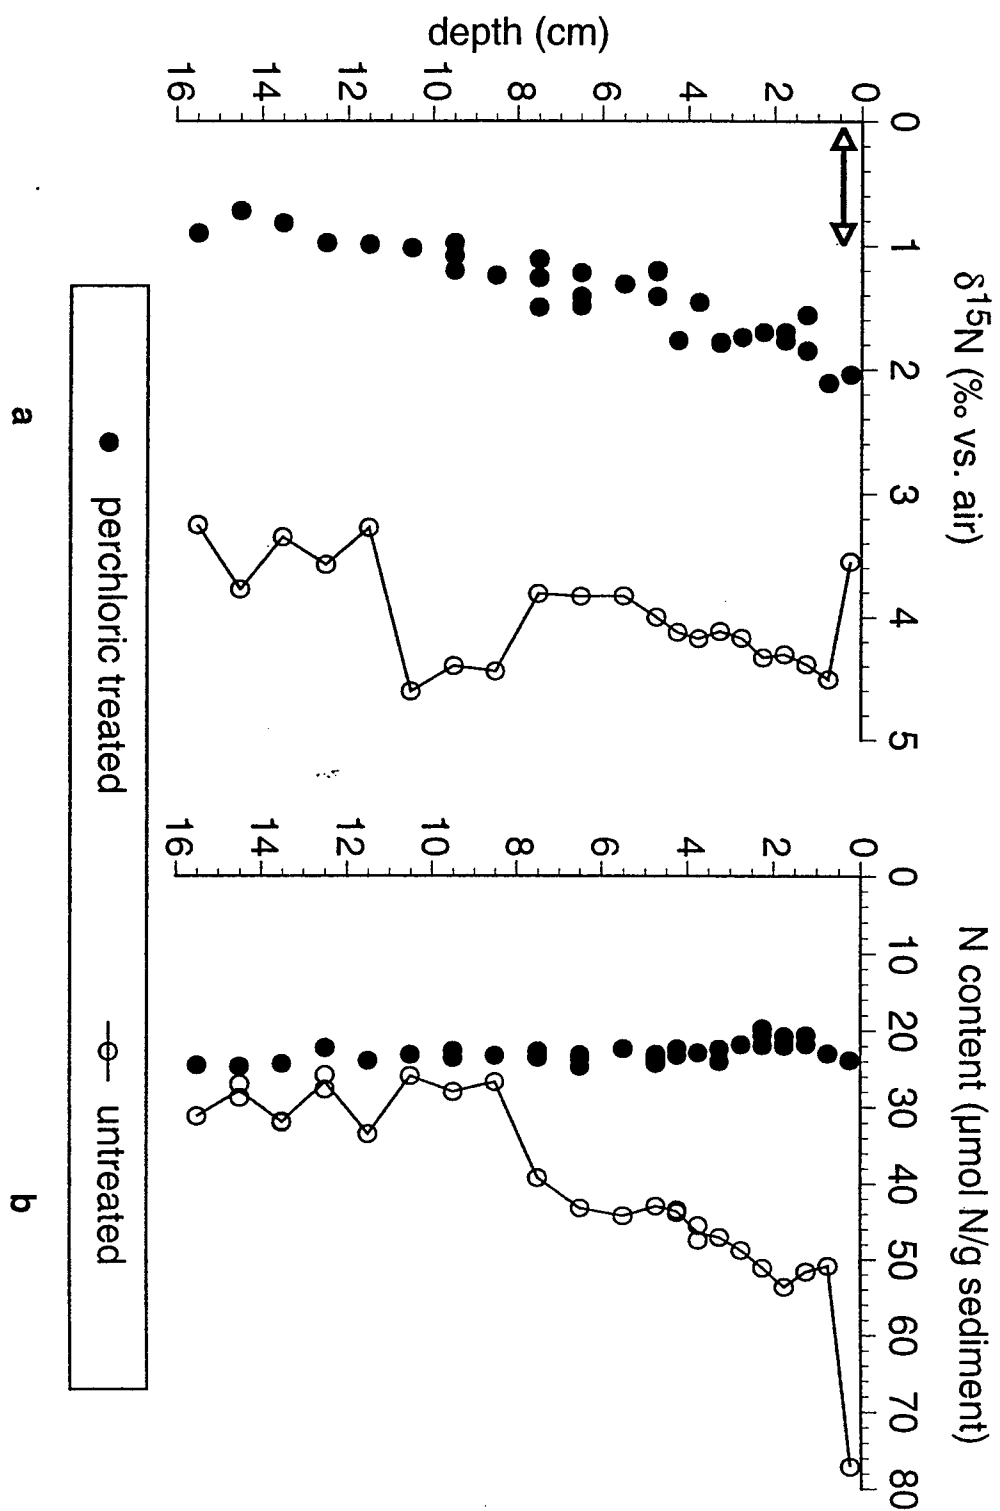 δ¹⁵N (‰ vs. air)
0 1 2 3 4 5
depth (cm)
0
2
4
6
8
10
12
14
16
N content (μmol N/g sediment)
0 10 20 30 40 50 60 70 80
0
2
4
6
8
10
12
14
16
perchloric treated
untreated
a
b